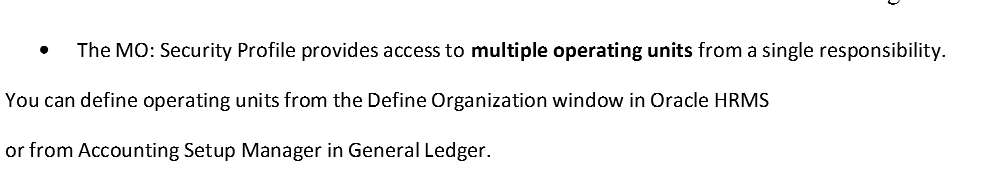 • The MO: Security Profile provides access to multiple operating units from a single responsibility.
You can define operating units from the Define Organization window in Oracle HRMS
or from Accounting Setup Manager in General Ledger.